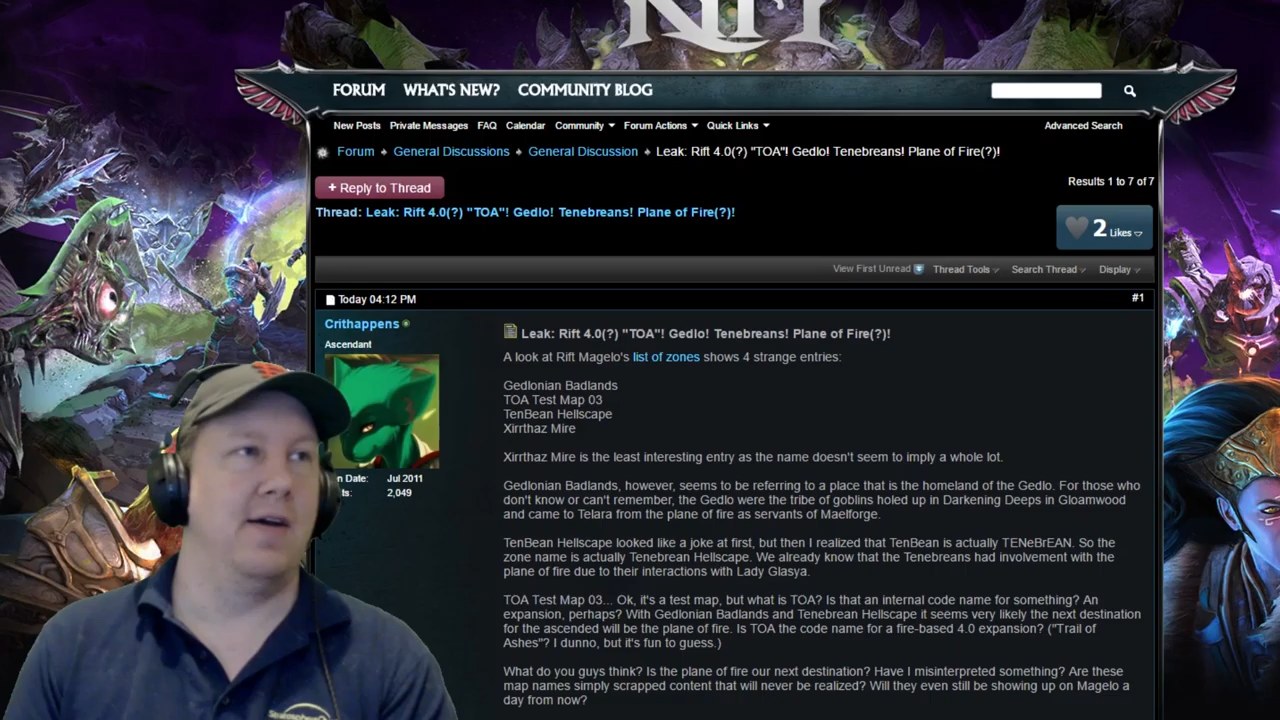 RIFT
FORUM WHAT'S NEW? COMMUNITY BLOG
New Posts Private Messages FAQ Calendar Community Forum Actions Quick Links Advanced Search
Forum General Discussions General Discussion Leak: Rift 4.0(?) "TOA"! Gedlo! Tenebreans! Plane of Fire(?)!
+ Reply to Thread
Results 1 to 7 of 7
Thread: Leak: Rift 4.0(?) "TOA"! Gedlo! Tenebreans! Plane of Fire(?)!
2 Likes
View First Unread Thread Tools Search Thread Display
Today 04:12 PM #1
Crithappens
Ascendant
n Date: Jul 2011
ts: 2,049
Leak: Rift 4.0(?) "TOA"! Gedlo! Tenebreans! Plane of Fire(?)!
A look at Rift Magelo's list of zones shows 4 strange entries:
Gedlonian Badlands
TOA Test Map 03
TenBean Hellscape
Xirrthaz Mire
Xirrthaz Mire is the least interesting entry as the name doesn't seem to imply a whole lot.
Gedlonian Badlands, however, seems to be referring to a place that is the homeland of the Gedlo. For those who
don't know or can't remember, the Gedlo were the tribe of goblins holed up in Darkening Deeps in Gloamwood
and came to Telara from the plane of fire as servants of Maelforge.
TenBean Hellscape looked like a joke at first, but then I realized that TenBean is actually TENeBrEAN. So the
zone name is actually Tenebrean Hellscape. We already know that the Tenebreans had involvement with the
plane of fire due to their interactions with Lady Glasya.
TOA Test Map 03... Ok, it's a test map, but what is TOA? Is that an internal code name for something? An
expansion, perhaps? With Gedlonian Badlands and Tenebrean Hellscape it seems very likely the next destination
for the ascended will be the plane of fire. Is TOA the code name for a fire-based 4.0 expansion? ("Trail of
Ashes"? I dunno, but it's fun to guess.)
What do you guys think? Is the plane of fire our next destination? Have I misinterpreted something? Are these
map names simply scrapped content that will never be realized? Will they even still be showing up on Magelo a
day from now?